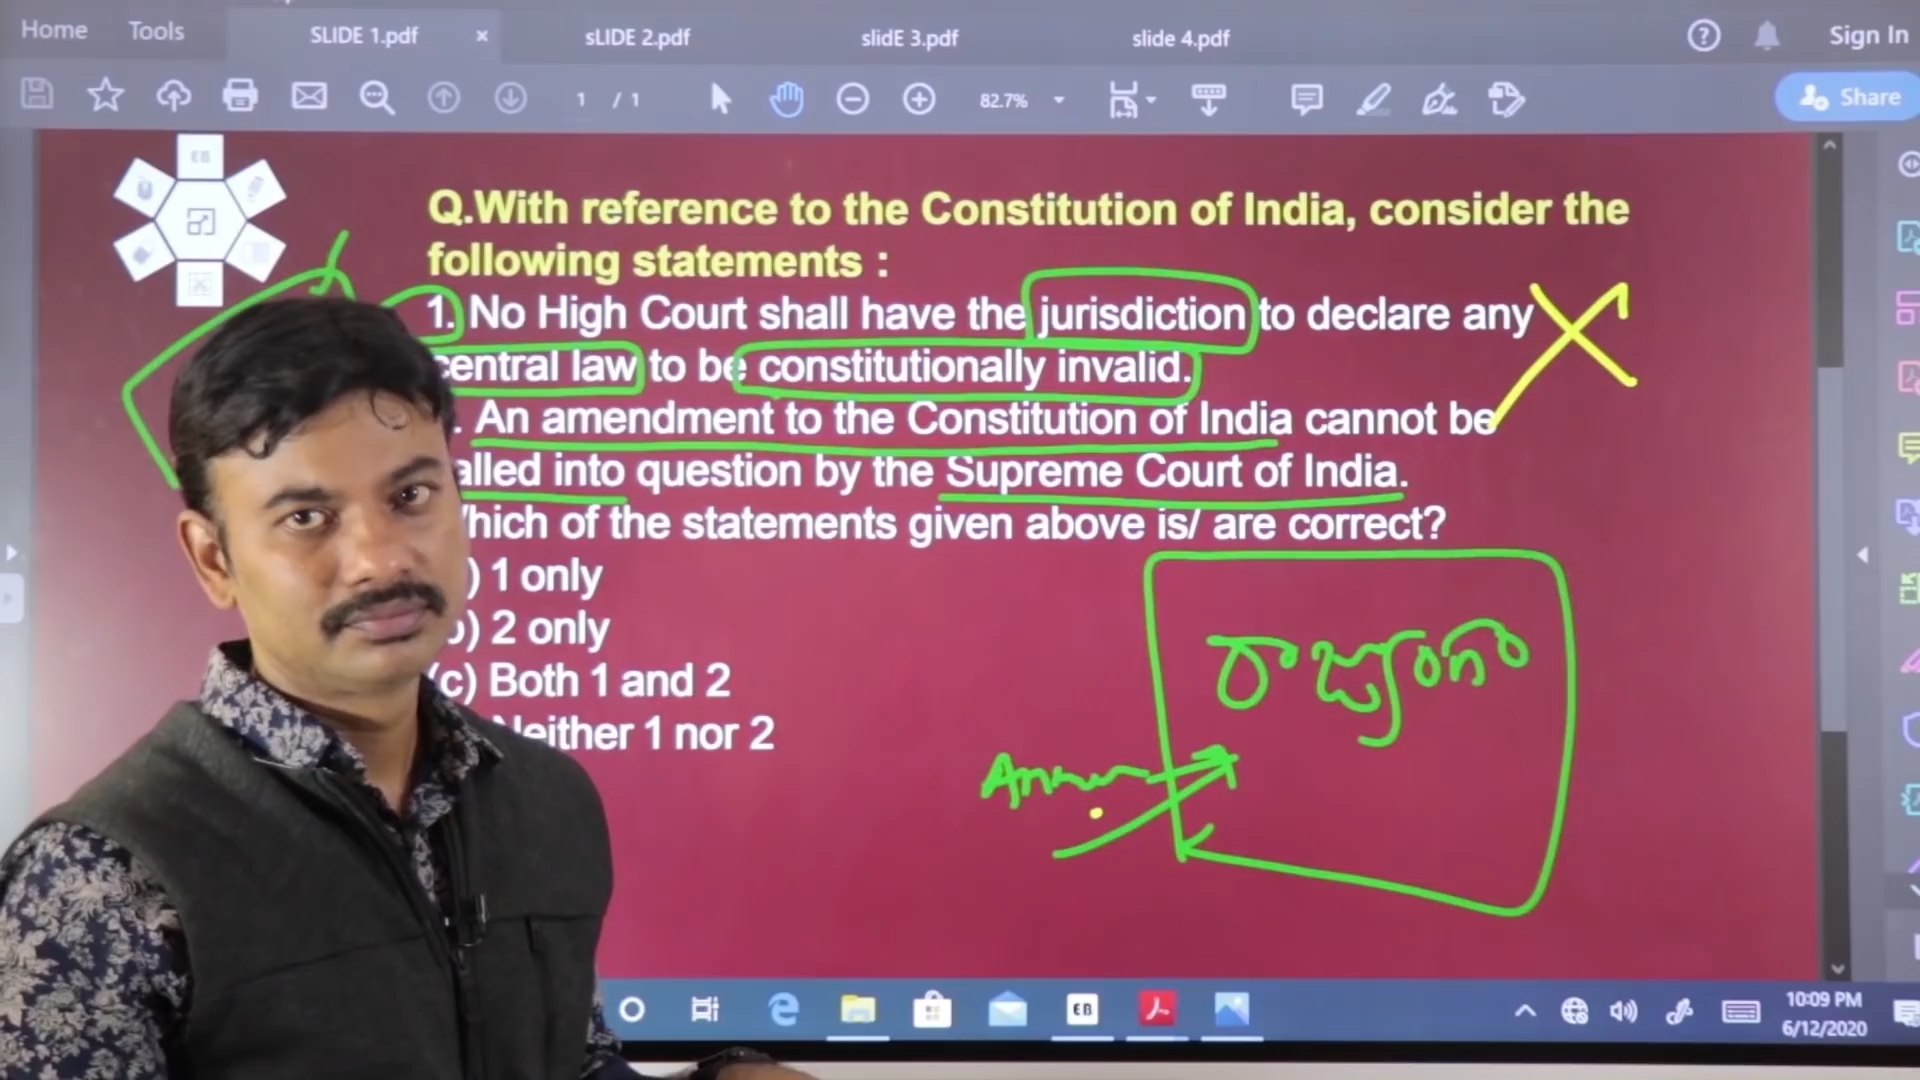 Home Tools SLIDE 1.pdf × sLIDE 2.pdf slidE 3.pdf slide 4.pdf ? Sign In
1 / 1 82.7% Share
EB
Q.With reference to the Constitution of India, consider the
following statements :
1. No High Court shall have the jurisdiction to declare any
central law to be constitutionally invalid.
. An amendment to the Constitution of India cannot be
alled into question by the Supreme Court of India.
hich of the statements given above is/ are correct?
) 1 only
b) 2 only
(c) Both 1 and 2
Neither 1 nor 2
EB
10:09 PM
6/12/2020